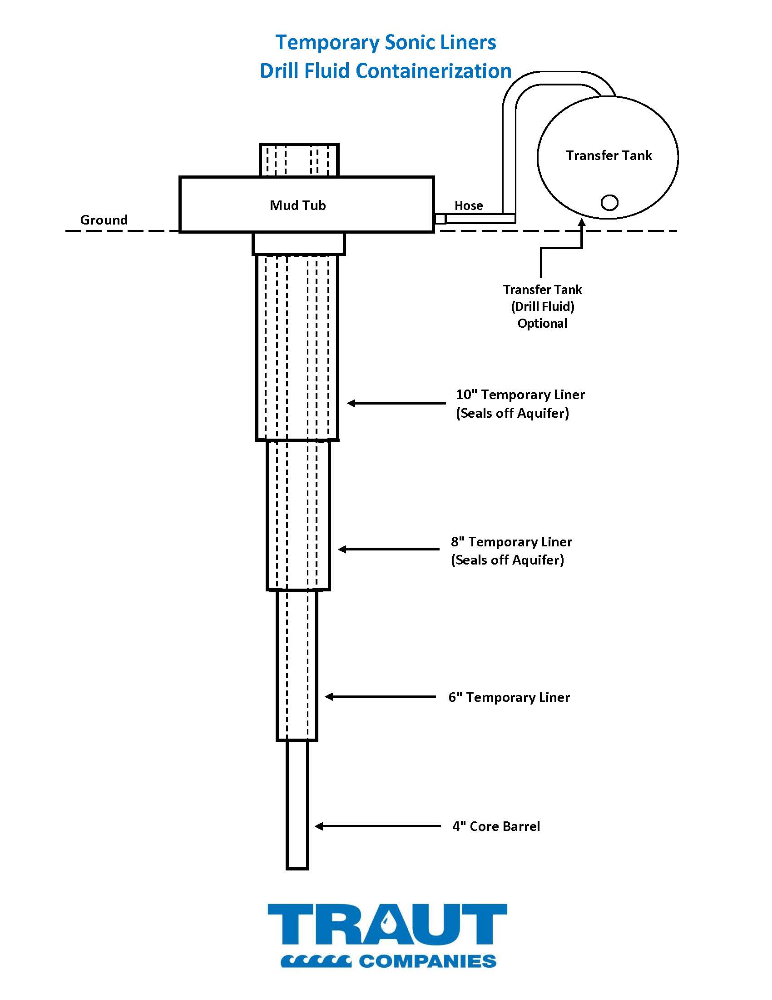 Temporary Sonic Liners
Drill Fluid Containerization
Transfer Tank
Mud Tub
Hose
Ground
Transfer Tank
(Drill Fluid)
Optional
10" Temporary Liner
(Seals off Aquifer)
8" Temporary Liner
(Seals off Aquifer)
6" Temporary Liner
4" Core Barrel
TRAUT
COMPANIES